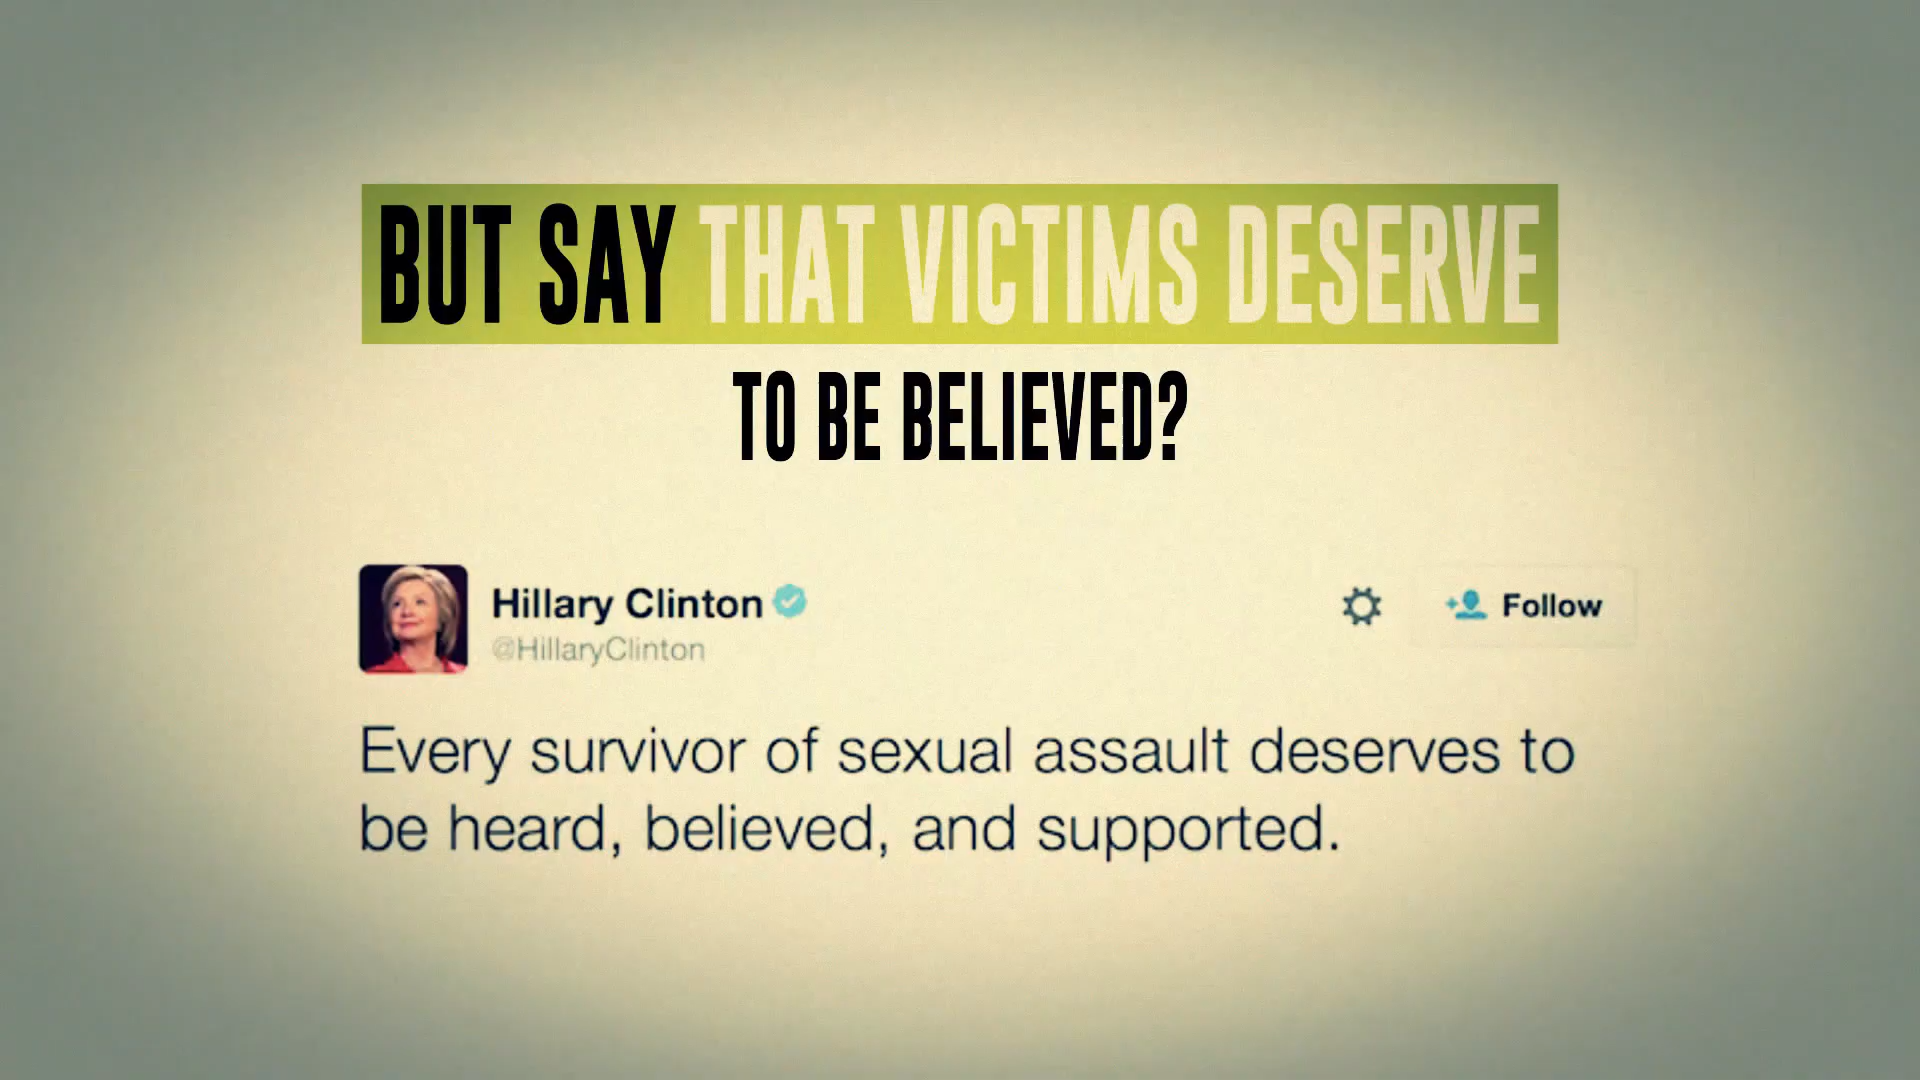 BUT SAY THAT VICTIMS DESERVE
TO BE BELIEVED?
Hillary Clinton
Follow
@HillaryClinton
Every survivor of sexual assault deserves to
be heard, believed, and supported.